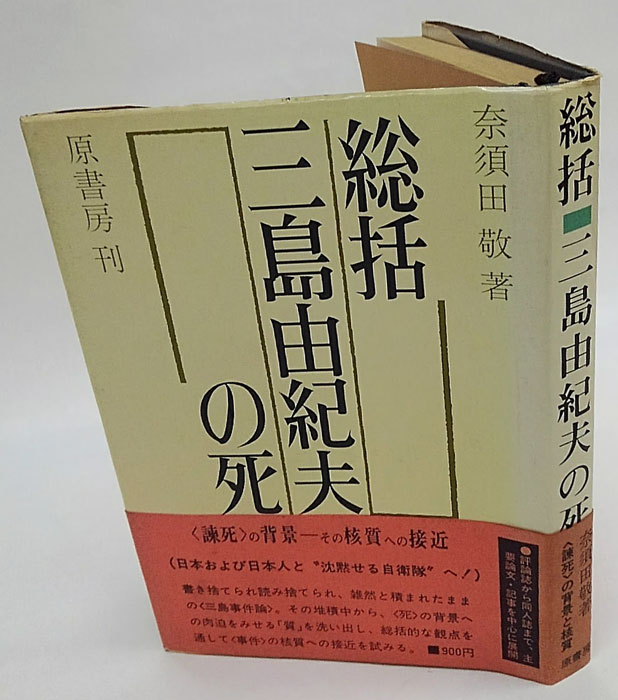 奈須田 敬 著
総括
三島由紀夫
の死
原書房 刊
〈諫死〉の背景―その核質への接近
(日本および日本人と〝沈黙せる自衛隊〟へ！)
書き捨てられ読み捨てられ、雑然と積まれたまま
の〈三島事件論〉。その堆積中から、〈死〉の背景へ
の肉迫をみせる「質」を洗い出し、総括的な観点を
通して〈事件〉の核質への接近を試みる。■900円
●評論誌から同人誌まで、主
要論文・記事を中心に展開
総括■三島由紀夫の死
奈須田敬著
〈諫死〉の背景と核質
原書房